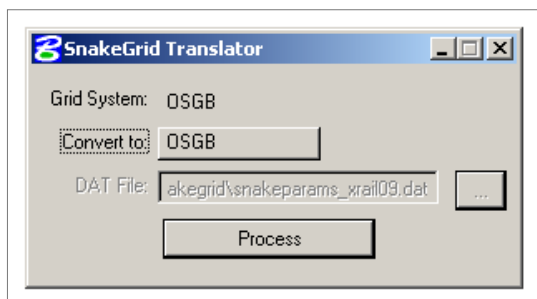 SnakeGrid Translator
Grid System: OSGB
Convert to: OSGB
DAT File: akegrid\snakeparams_xrail09.dat ...
Process